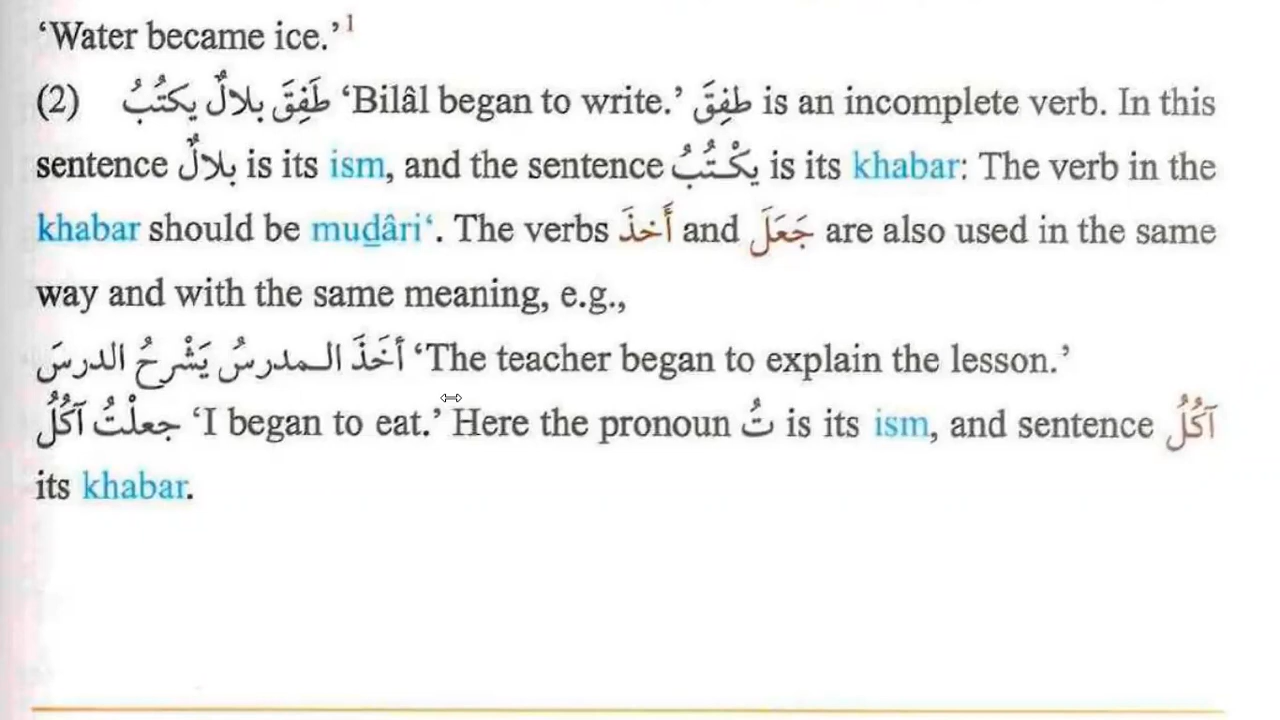 ‘Water became ice.’ 1
(2) طَفِقَ بلالٌ يكتُبُ ‘Bilâl began to write.’ طفِقَ is an incomplete verb. In this
sentence بلالٌ is its ism, and the sentence يكْتُبُ is its khabar: The verb in the
khabar should be muḏâri‘. The verbs أَخذَ and جَعَلَ are also used in the same
way and with the same meaning, e.g.,
أَخَذَ الـمدرسُ يَشْرحُ الدرسَ ‘The teacher began to explain the lesson.’
جعلْتُ آكُلُ ‘I began to eat.’ Here the pronoun تُ is its ism, and sentence آكُلُ
its khabar.